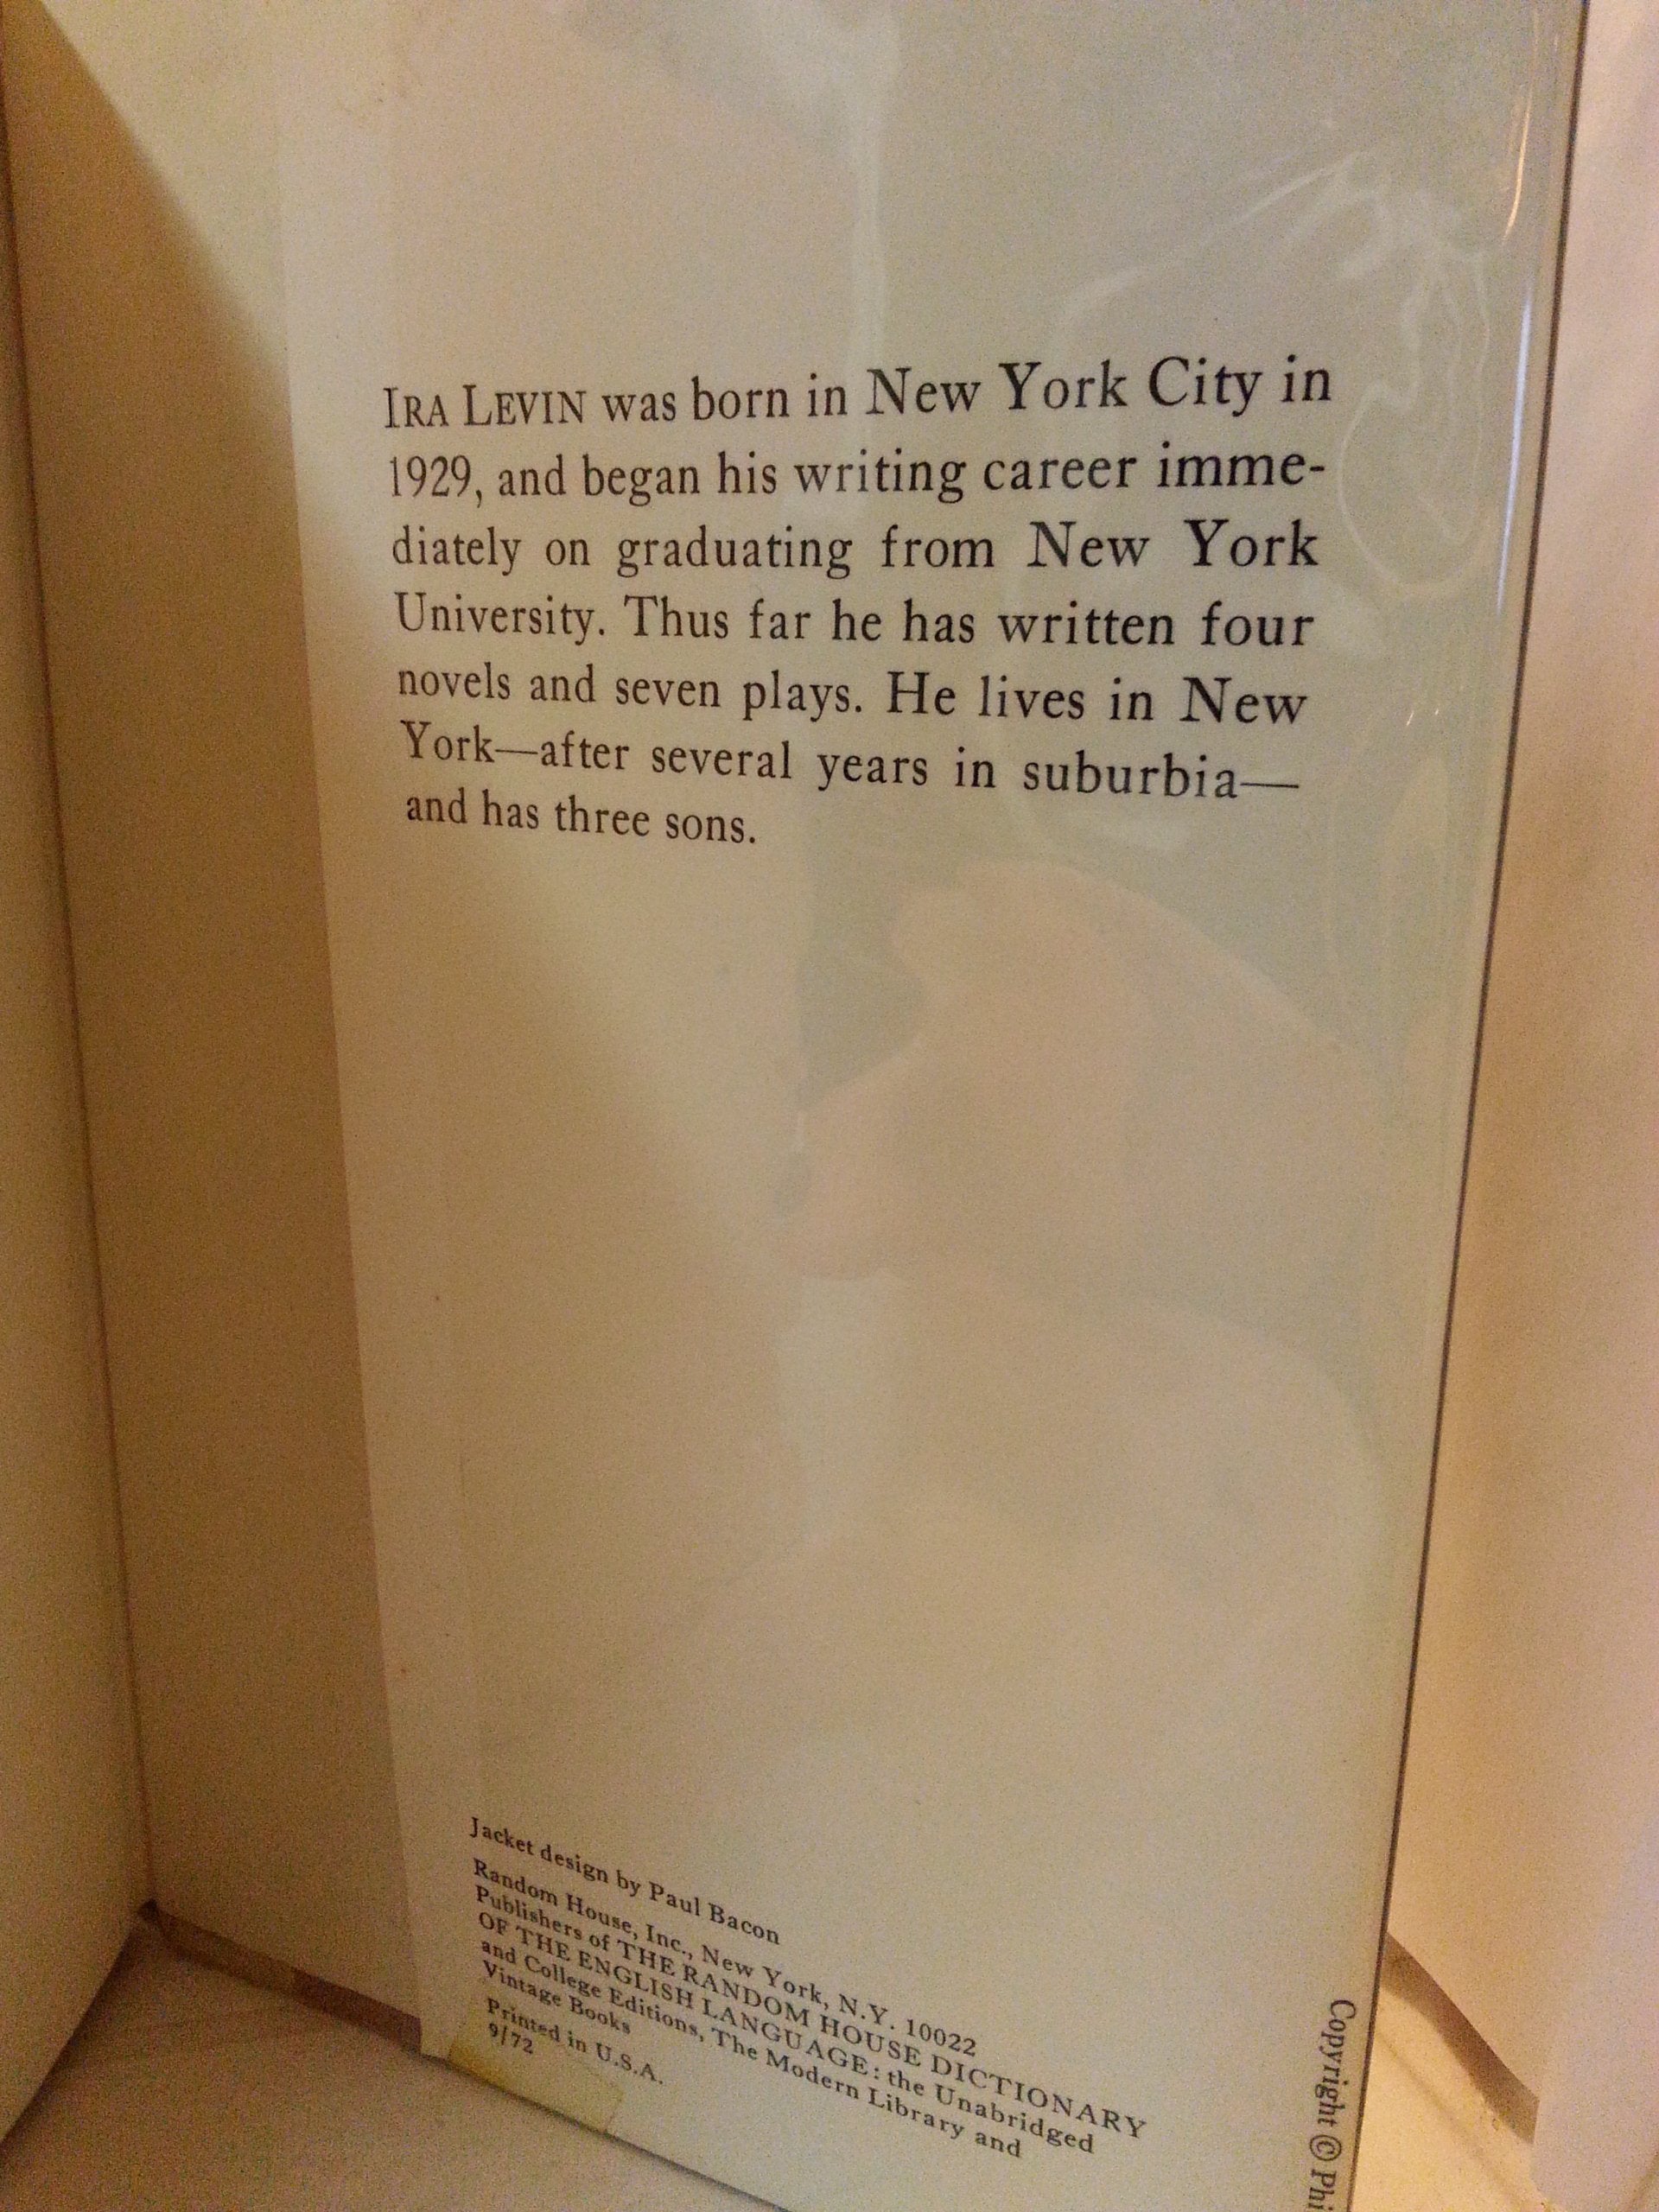 IRA LEVIN was born in New York City in
1929, and began his writing career imme-
diately on graduating from New York
University. Thus far he has written four
novels and seven plays. He lives in New
York—after several years in suburbia—
and has three sons.
Jacket design by Paul Bacon
Random House, Inc., New York, N.Y. 10022
Publishers of THE RANDOM HOUSE DICTIONARY
OF THE ENGLISH LANGUAGE: the Unabridged
and College Editions, The Modern Library and
Vintage Books
Printed in U.S.A.
9/72
Copyright © Phi